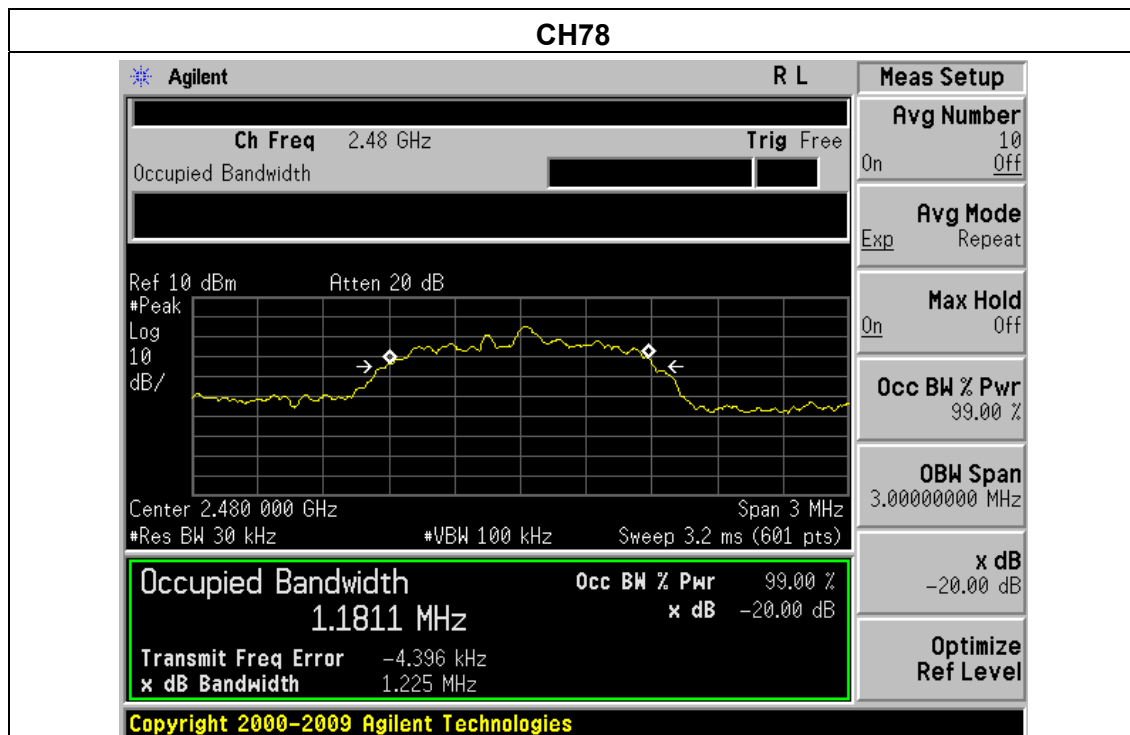 CH78
Agilent R L Meas Setup
Ch Freq 2.48 GHz Trig Free
Occupied Bandwidth
Avg Number
10
On Off
Avg Mode
Exp Repeat
Ref 10 dBm Atten 20 dB
#Peak
Log
10
dB/
Max Hold
On Off
Occ BW % Pwr
99.00 %
OBW Span
3.00000000 MHz
Center 2.480 000 GHz Span 3 MHz
#Res BW 30 kHz #VBW 100 kHz Sweep 3.2 ms (601 pts)
Occupied Bandwidth Occ BW % Pwr 99.00 %
1.1811 MHz x dB -20.00 dB
Transmit Freq Error -4.396 kHz
x dB Bandwidth 1.225 MHz
x dB
-20.00 dB
Optimize
Ref Level
Copyright 2000-2009 Agilent Technologies